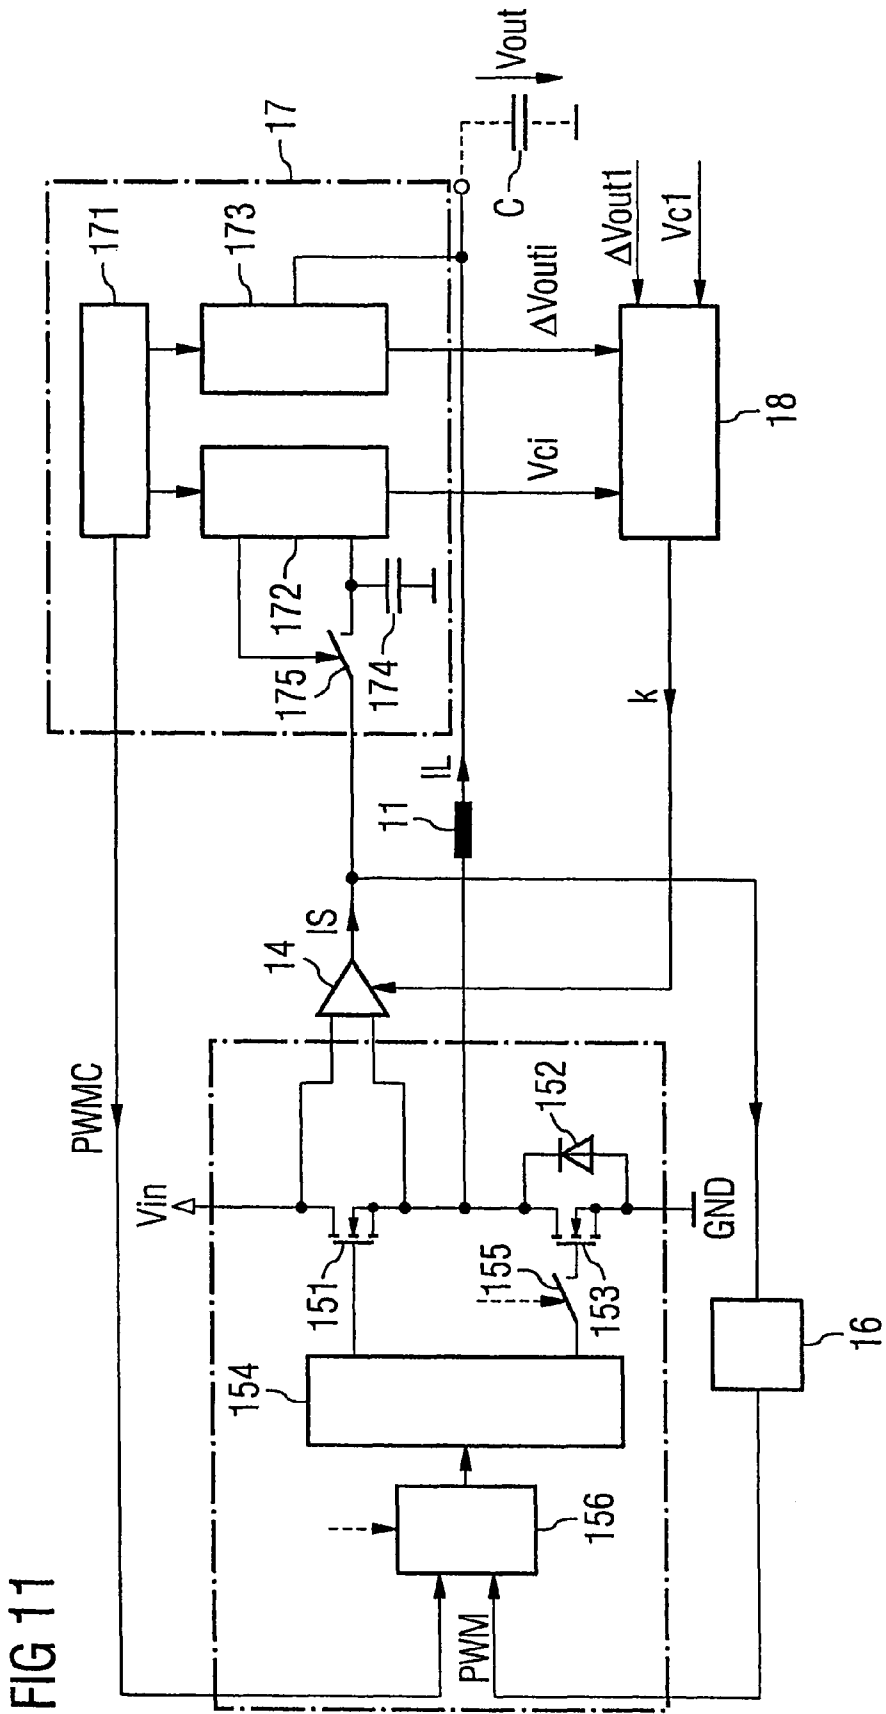 FIG 11
PWMC
171
17
173
172
175
174
Vin
14
IS
11
IL
C
Vout
ΔVouti
Vci
ΔVout1
Vc1
18
k
151
152
153
154
155
156
PWM
GND
16